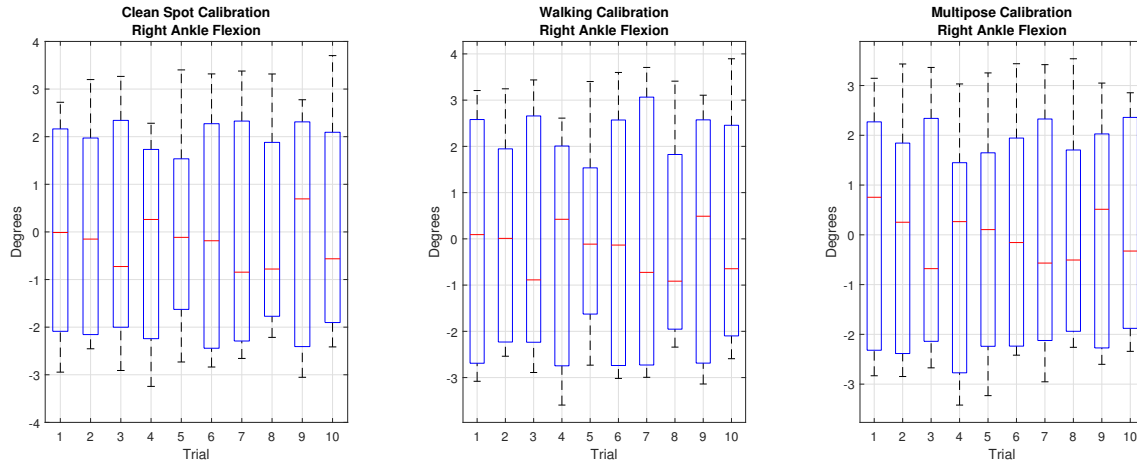 Clean Spot Calibration
Right Ankle Flexion
4
3
2
1
0
-1
-2
-3
-4
Degrees
1 2 3 4 5 6 7 8 9 10
Trial
Walking Calibration
Right Ankle Flexion
4
3
2
1
0
-1
-2
-3
Degrees
1 2 3 4 5 6 7 8 9 10
Trial
Multipose Calibration
Right Ankle Flexion
3
2
1
0
-1
-2
-3
Degrees
1 2 3 4 5 6 7 8 9 10
Trial